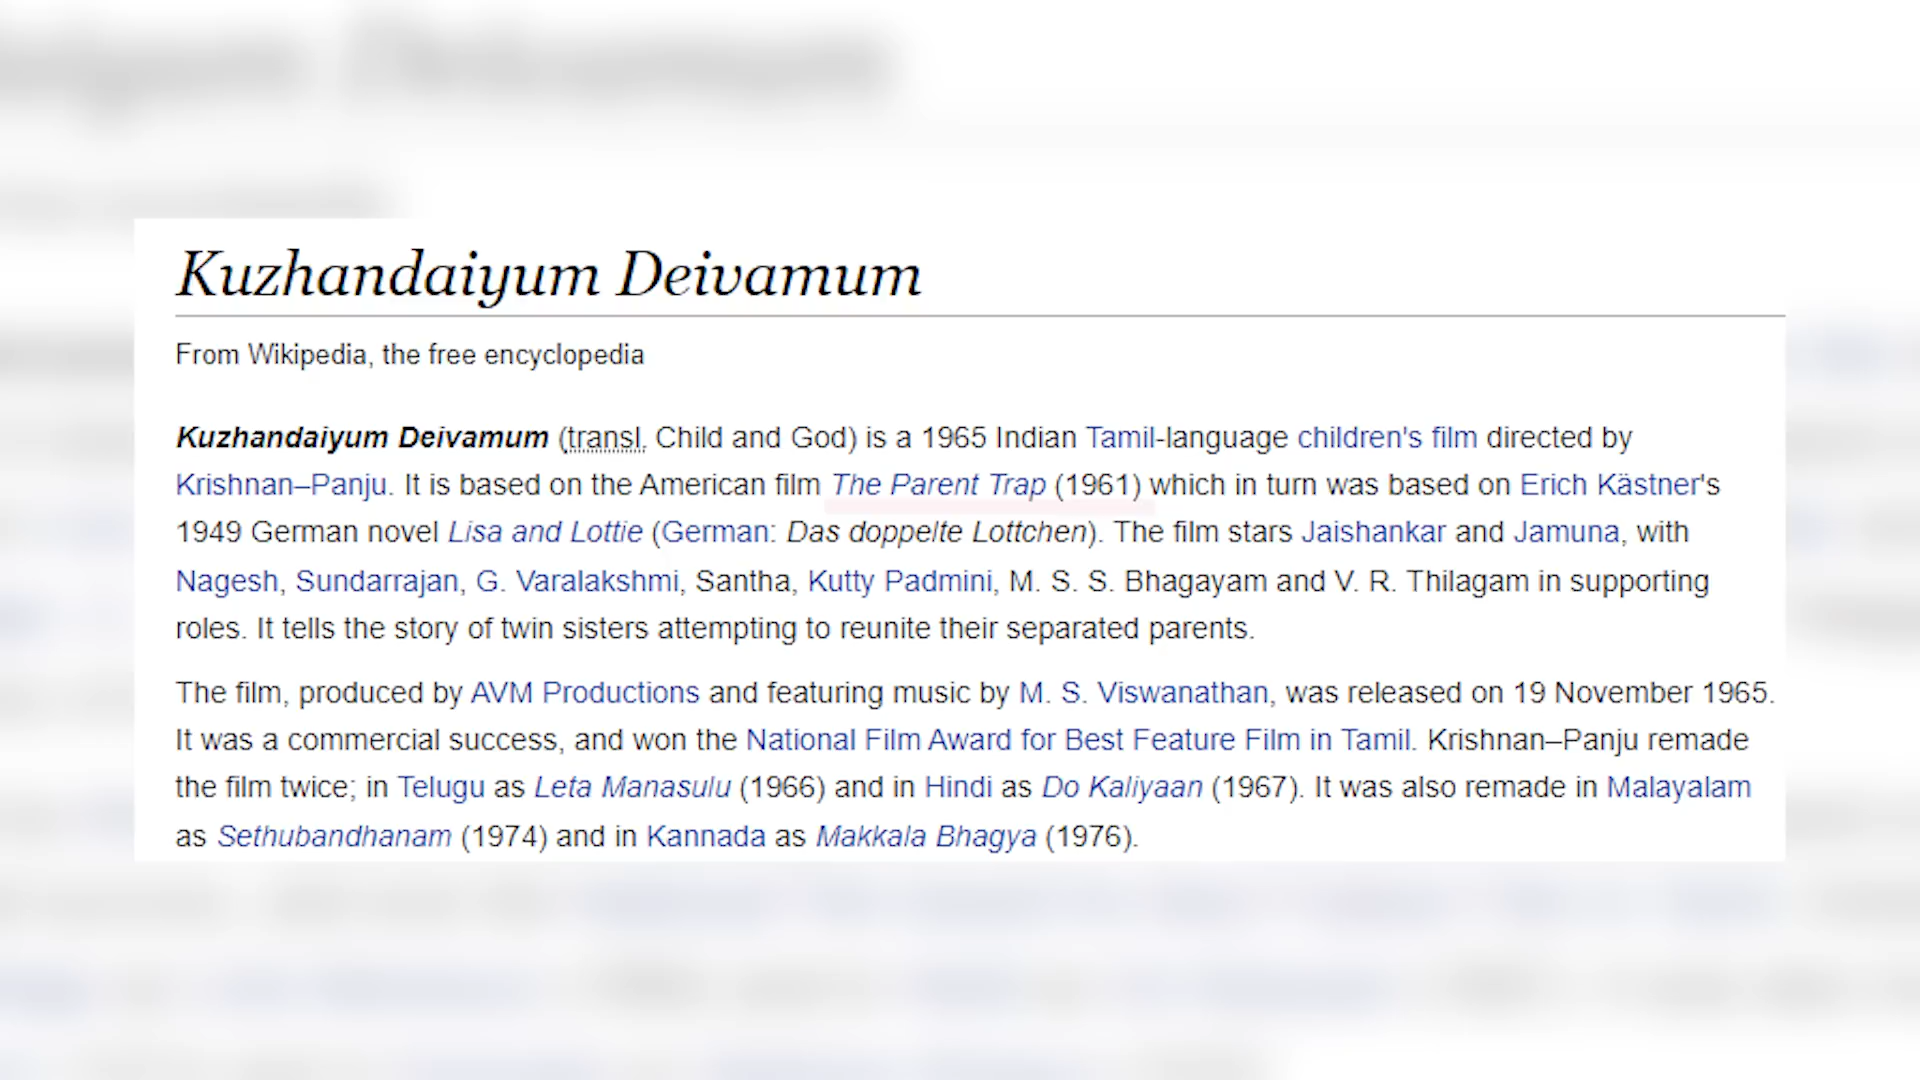 Kuzhandaiyum Deivamum
From Wikipedia, the free encyclopedia
Kuzhandaiyum Deivamum (transl. Child and God) is a 1965 Indian Tamil-language children's film directed by
Krishnan–Panju. It is based on the American film The Parent Trap (1961) which in turn was based on Erich Kästner's
1949 German novel Lisa and Lottie (German: Das doppelte Lottchen). The film stars Jaishankar and Jamuna, with
Nagesh, Sundarrajan, G. Varalakshmi, Santha, Kutty Padmini, M. S. S. Bhagayam and V. R. Thilagam in supporting
roles. It tells the story of twin sisters attempting to reunite their separated parents.
The film, produced by AVM Productions and featuring music by M. S. Viswanathan, was released on 19 November 1965.
It was a commercial success, and won the National Film Award for Best Feature Film in Tamil. Krishnan–Panju remade
the film twice; in Telugu as Leta Manasulu (1966) and in Hindi as Do Kaliyaan (1967). It was also remade in Malayalam
as Sethubandhanam (1974) and in Kannada as Makkala Bhagya (1976).